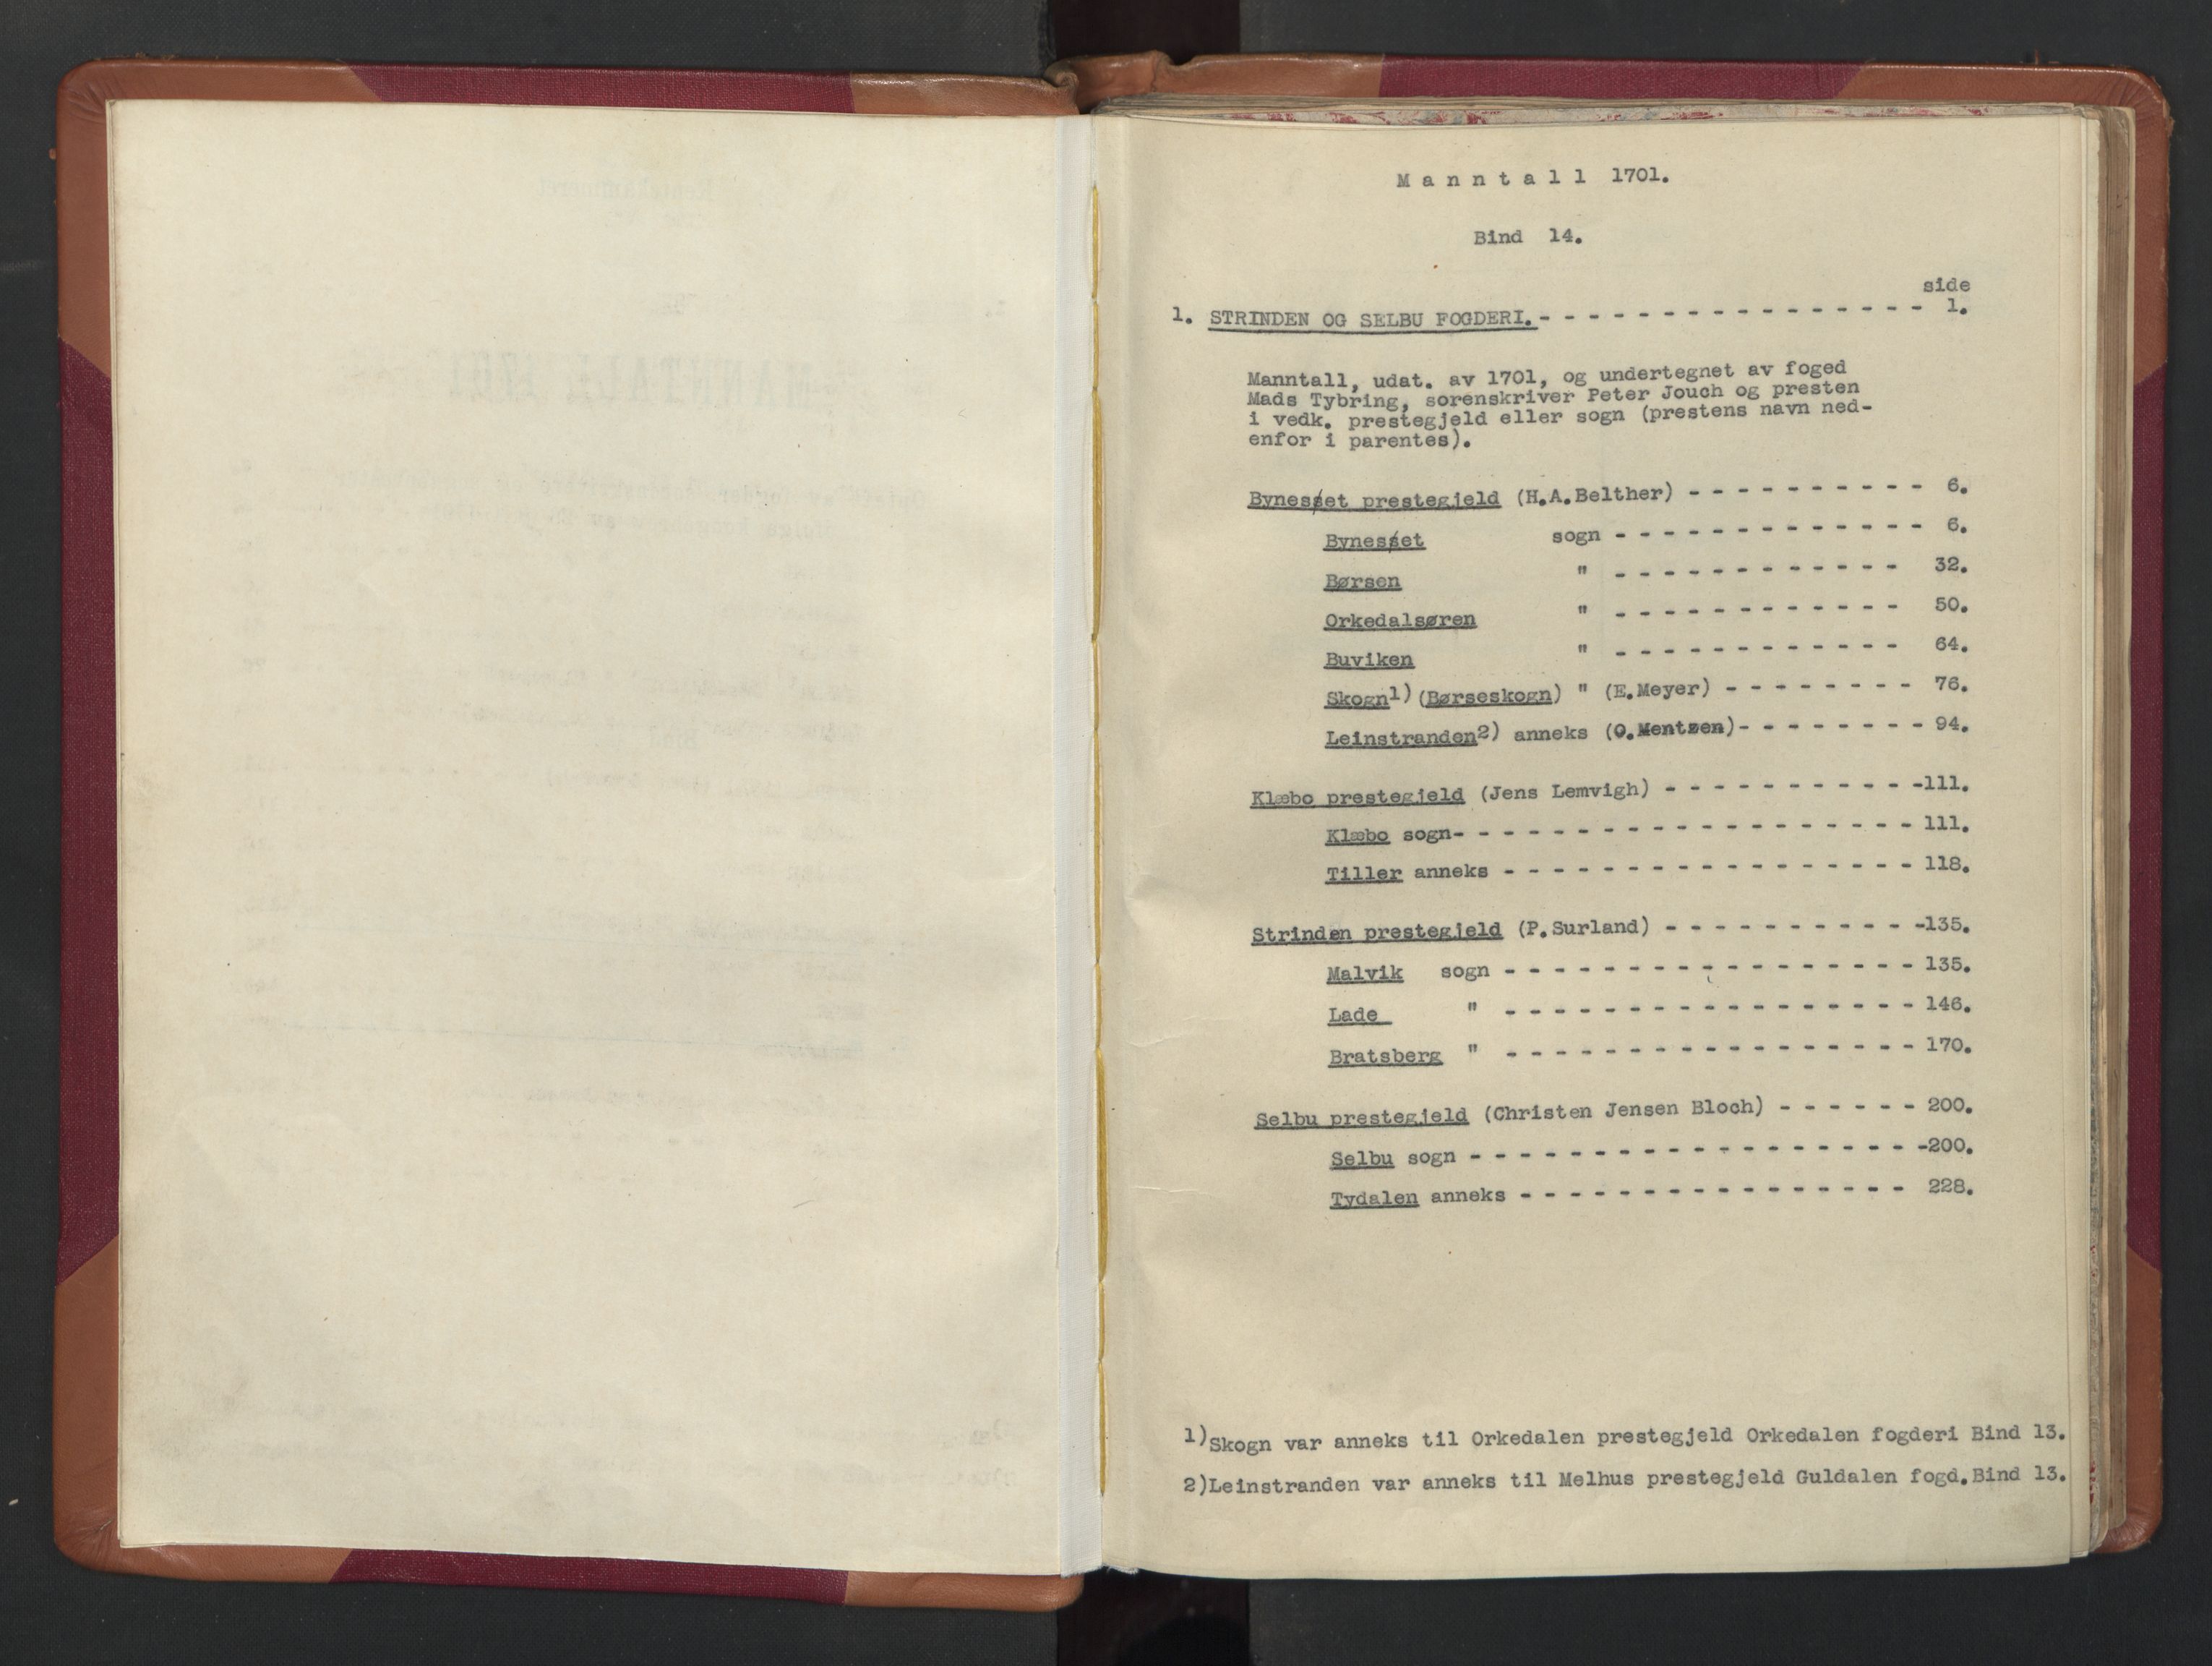 Manntall 1701.
Bind 14.
side
1. STRINDEN OG SELBU FOGDERI.- - - - - - - - - - - - - - - - 1.
Manntall, udat. av 1701, og undertegnet av foged
Mads Tybring, sorenskriver Peter Jouch og presten
i vedk. prestegjeld eller sogn (prestens navn ned-
enfor i parentes).
Bynesset prestegjeld (H.A.Belther) - - - - - - - - - - 6.
Bynesset sogn - - - - - - - - - - - - - 6.
Børsen " - - - - - - - - - - - - 32.
Orkedalsøren " - - - - - - - - - - - - 50.
Buviken " - - - - - - - - - - - - 64.
Skogn1) (Børseskogn) " (E.Meyer) - - - - - - - - 76.
Leinstranden2) anneks (O.Mentzen)- - - - - - - - 94.
Klæbo prestegjeld (Jens Lemvigh) - - - - - - - - - - -111.
Klæbo sogn- - - - - - - - - - - - - - - - - - - 111.
Tiller anneks - - - - - - - - - - - - - - - - - 118.
Strinden prestegjeld (P.Surland) - - - - - - - - - - -135.
Malvik sogn - - - - - - - - - - - - - - - - - 135.
Lade " - - - - - - - - - - - - - - - - - 146.
Bratsberg " - - - - - - - - - - - - - - - - - 170.
Selbu prestegjeld (Christen Jensen Bloch) - - - - - - 200.
Selbu sogn - - - - - - - - - - - - - - - - - - -200.
Tydalen anneks - - - - - - - - - - - - - - - - 228.
1)Skogn var anneks til Orkedalen prestegjeld Orkedalen fogderi Bind 13.
2)Leinstranden var anneks til Melhus prestegjeld Guldalen fogd.Bind 13.